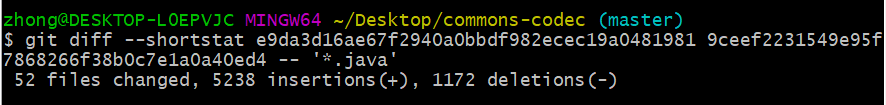 zhong@DESKTOP-LOEPVJC MINGW64 ~/Desktop/commons-codec (master)
$ git diff --shortstat e9da3d16ae67f2940a0bbdf982ecec19a0481981 9ceef2231549e95f
7868266f38b0c7e1a0a40ed4 -- '*.java'
 52 files changed, 5238 insertions(+), 1172 deletions(-)